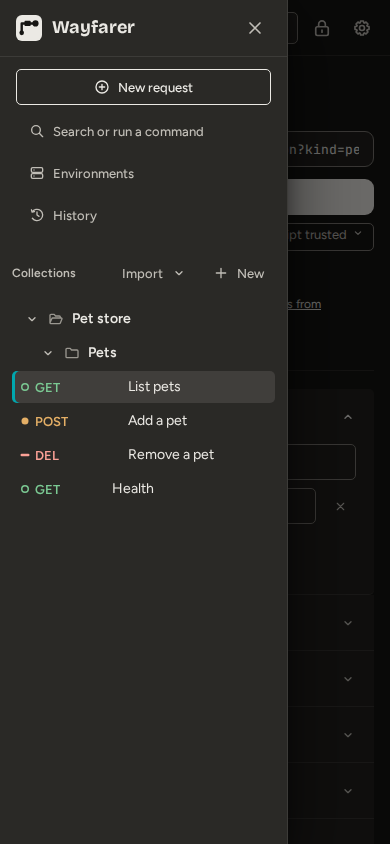 Wayfarer
New request
Search or run a command
n?kind=pe
Environments
History
pt trusted
Collections Import New
s from
Pet store
Pets
GET List pets
POST Add a pet
DEL Remove a pet
GET Health